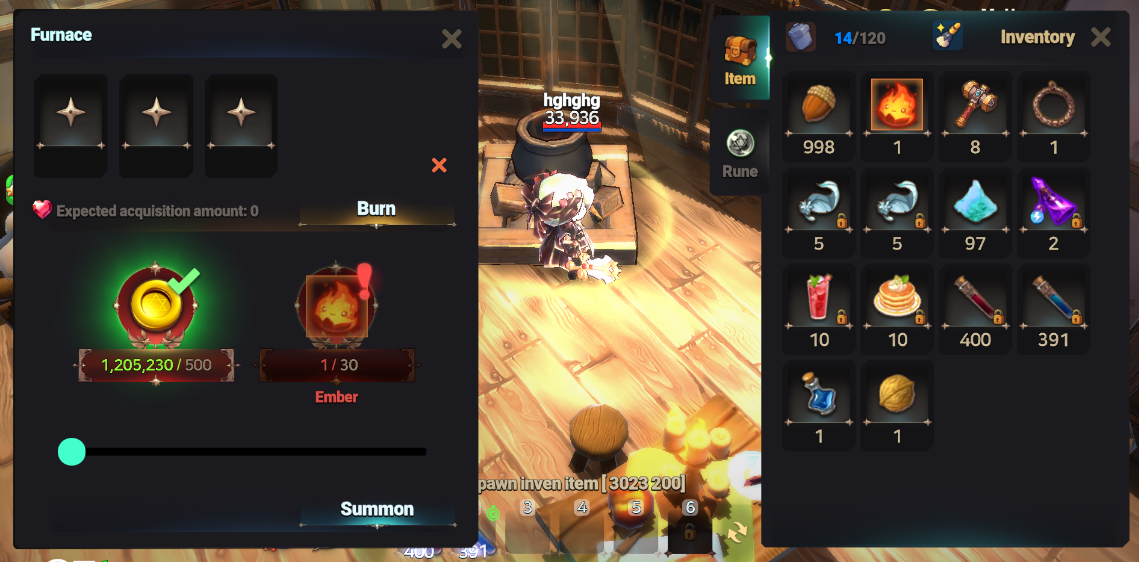 Furnace
Expected acquisition amount: 0
Burn
1,205,230 / 500
1 / 30
Ember
Summon
hghghg
33,936
pawn inven item [ 3023 200]
3
4
5
6
400
391
Item
Rune
14/120
Inventory
998
1
8
1
5
5
97
2
10
10
400
391
1
1